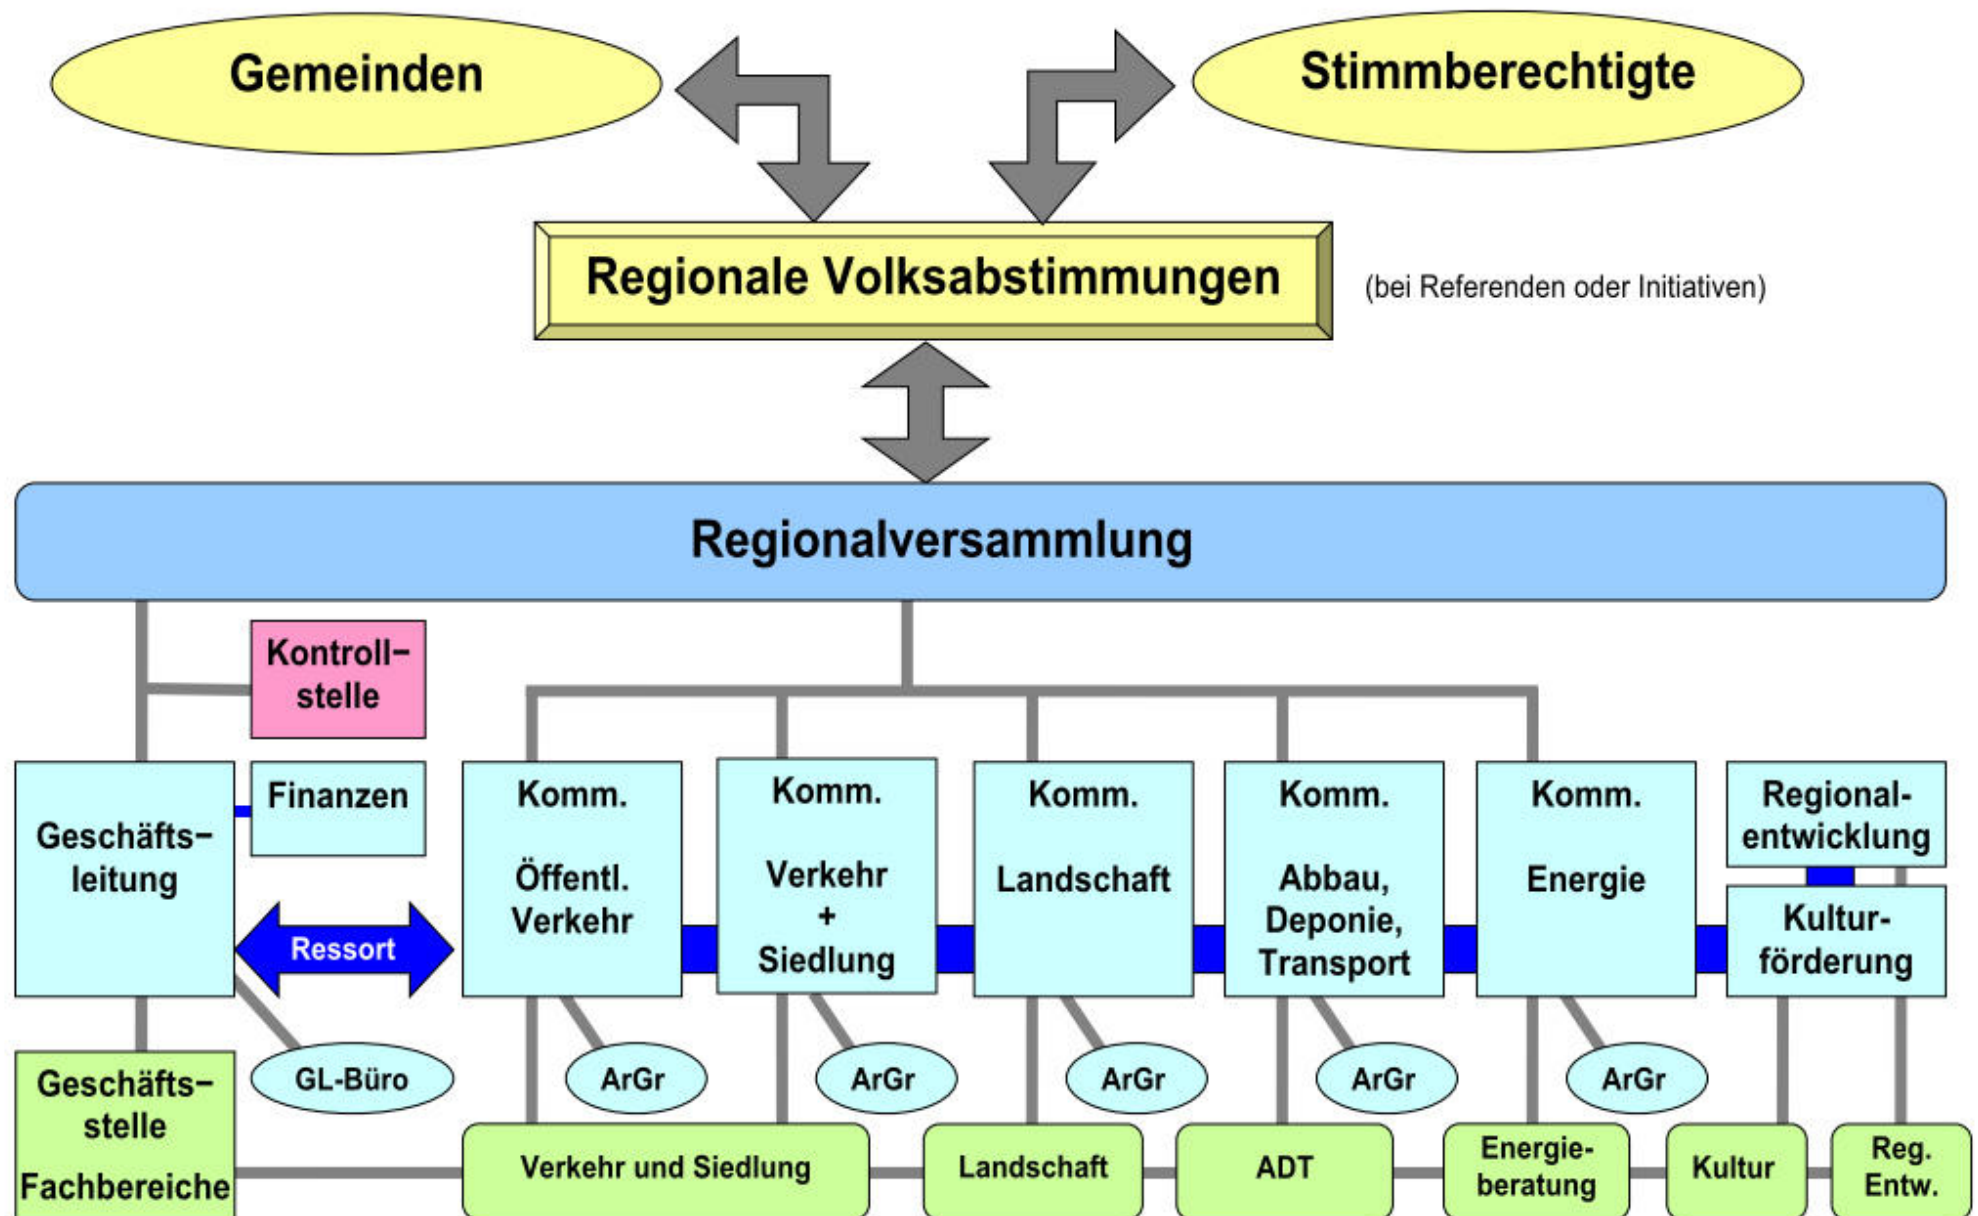 Gemeinden
Stimmberechtigte
Regionale Volksabstimmungen
(bei Referenden oder Initiativen)
Regionalversammlung
Kontroll–
stelle
Geschäfts–
leitung
Finanzen
Ressort
Komm.
Öffentl.
Verkehr
Komm.
Verkehr
+
Siedlung
Komm.
Landschaft
Komm.
Abbau,
Deponie,
Transport
Komm.
Energie
Regional-
entwicklung
Kultur-
förderung
GL-Büro
ArGr
ArGr
ArGr
ArGr
ArGr
Geschäfts–
stelle
Fachbereiche
Verkehr und Siedlung
Landschaft
ADT
Energie-
beratung
Kultur
Reg.
Entw.